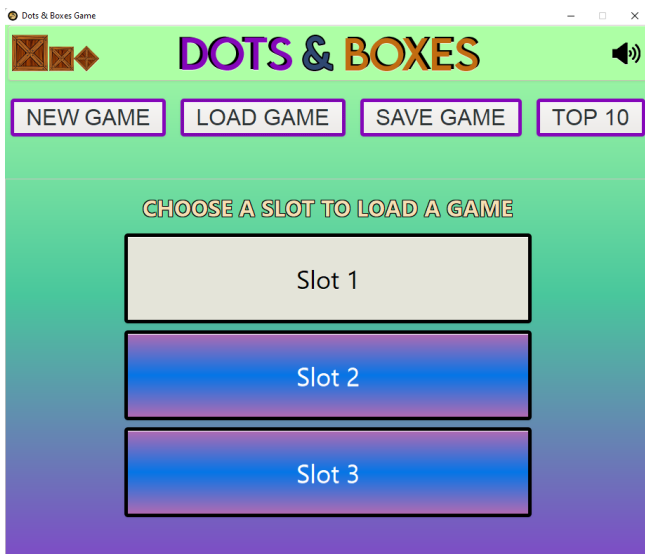 Dots & Boxes Game
DOTS & BOXES
NEW GAME LOAD GAME SAVE GAME TOP 10
CHOOSE A SLOT TO LOAD A GAME
Slot 1
Slot 2
Slot 3